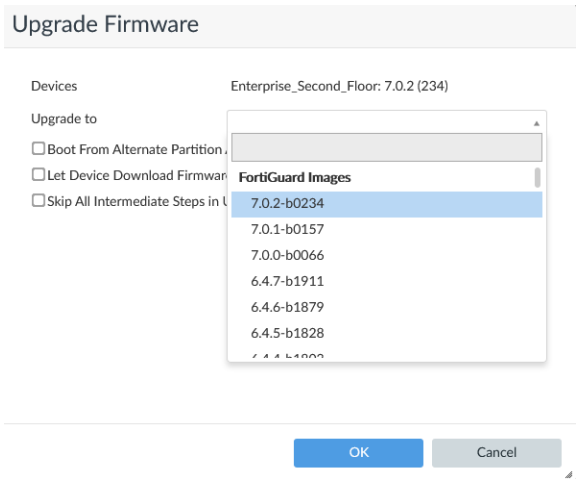 Upgrade Firmware
Devices Enterprise_Second_Floor: 7.0.2 (234)
Upgrade to
Boot From Alternate Partition
Let Device Download
FortiGuard Images
Skip All Intermediate Steps in
7.0.2-b0234
7.0.1-b0157
7.0.0-b0066
6.4.7-b1911
6.4.6-b1879
6.4.5-b1828
OK Cancel